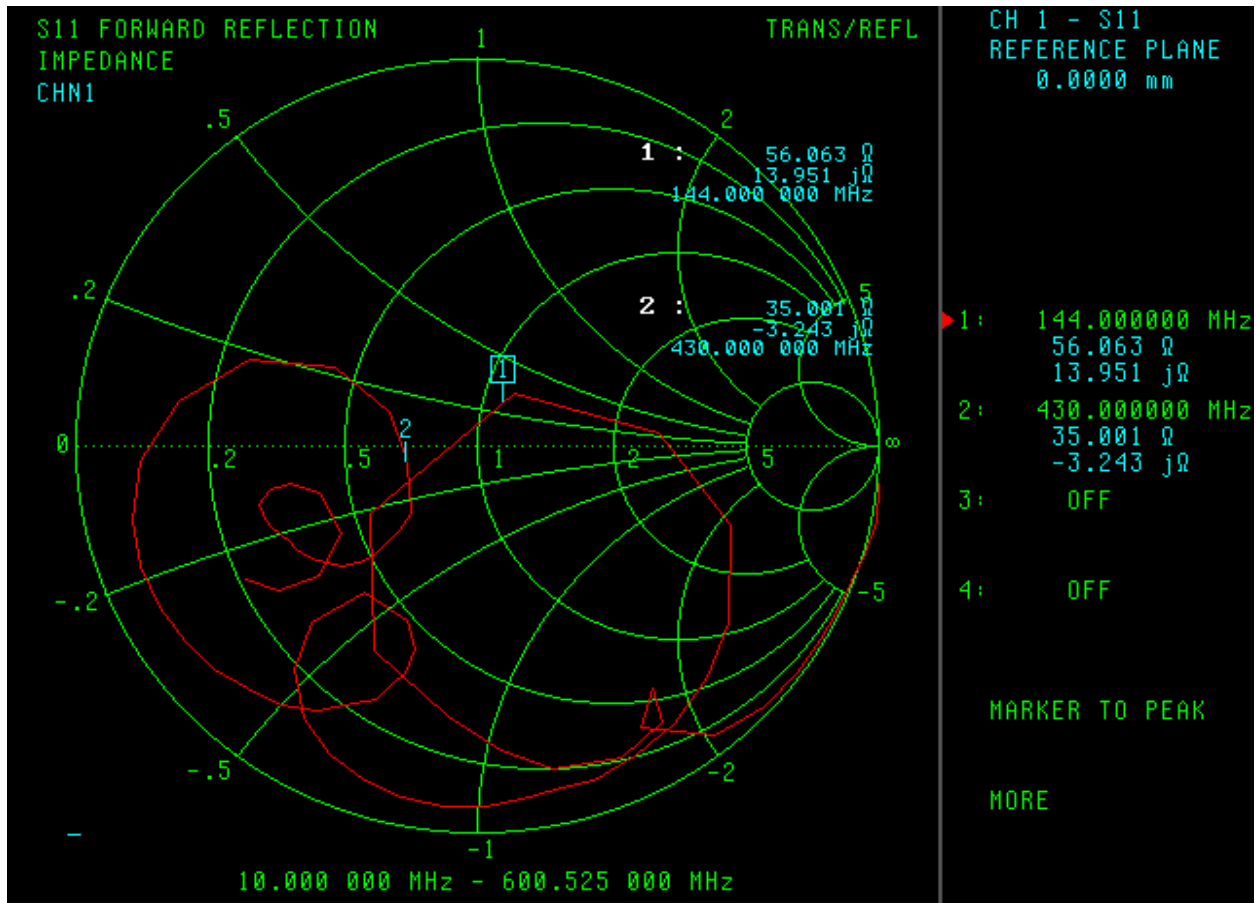 S11 FORWARD REFLECTION
IMPEDANCE
CHN1
TRANS/REFL
1
.5
2
.2
5
0
.2
.5
1
2
5
∞
-.2
-5
-.5
-2
-1
1 :
56.063 Ω
13.951 jΩ
144.000 000 MHz
2 :
35.001 Ω
-3.243 jΩ
430.000 000 MHz
1
2
10.000 000 MHz - 600.525 000 MHz
CH 1 - S11
REFERENCE PLANE
0.0000 mm
1: 144.000000 MHz
56.063 Ω
13.951 jΩ
2: 430.000000 MHz
35.001 Ω
-3.243 jΩ
3: OFF
4: OFF
MARKER TO PEAK
MORE